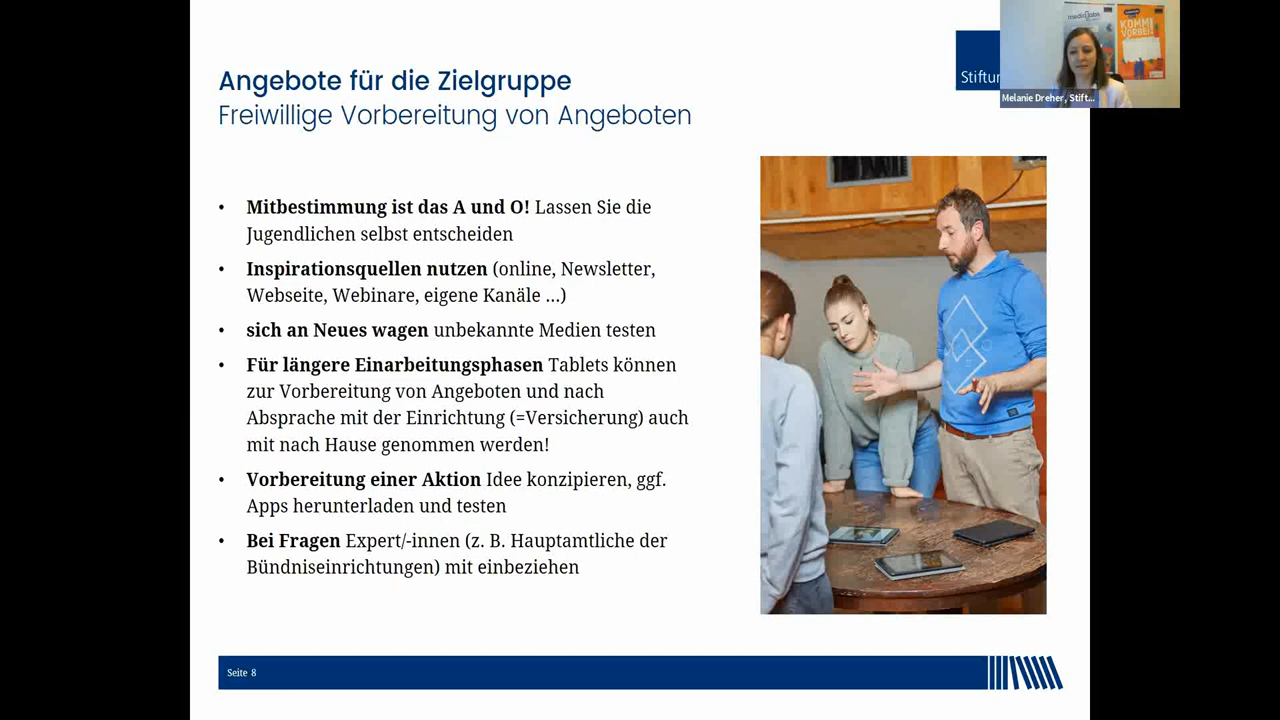 Angebote für die Zielgruppe
Freiwillige Vorbereitung von Angeboten
Stiftun
KOMM
VORBEI!
Melanie Dreher, Stift...
• Mitbestimmung ist das A und O! Lassen Sie die
Jugendlichen selbst entscheiden
• Inspirationsquellen nutzen (online, Newsletter,
Webseite, Webinare, eigene Kanäle ...)
• sich an Neues wagen unbekannte Medien testen
• Für längere Einarbeitungsphasen Tablets können
zur Vorbereitung von Angeboten und nach
Absprache mit der Einrichtung (=Versicherung) auch
mit nach Hause genommen werden!
• Vorbereitung einer Aktion Idee konzipieren, ggf.
Apps herunterladen und testen
• Bei Fragen Expert/-innen (z. B. Hauptamtliche der
Bündniseinrichtungen) mit einbeziehen
Seite 8